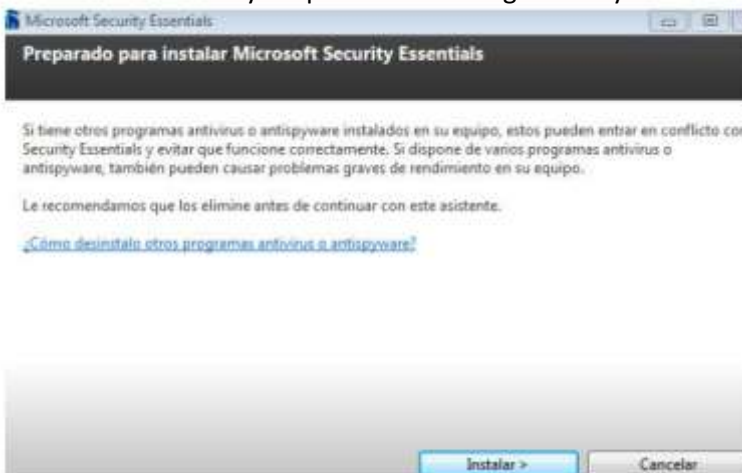 Microsoft Security Essentials
Preparado para instalar Microsoft Security Essentials
Si tiene otros programas antivirus o antispyware instalados en su equipo, estos pueden entrar en conflicto con
Security Essentials y evitar que funcione correctamente. Si dispone de varios programas antivirus o
antispyware, también pueden causar problemas graves de rendimiento en su equipo.
Le recomendamos que los elimine antes de continuar con este asistente.
¿Cómo desinstalo otros programas antivirus o antispyware?
Instalar >
Cancelar